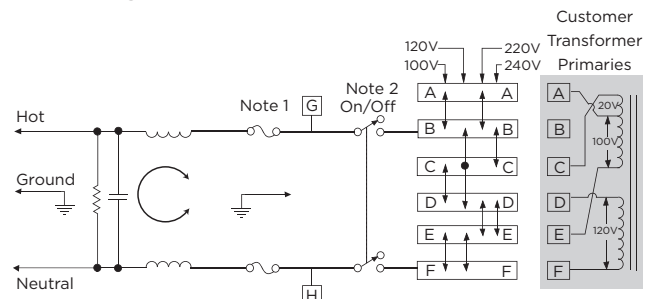 Customer
Transformer
Primaries
120V 220V
100V 240V
Note 1 G Note 2
On/Off
Hot
Ground
Neutral
H
A A
B B
C C
D D
E E
F F
A
20V
B
100V
C
D
E
120V
F